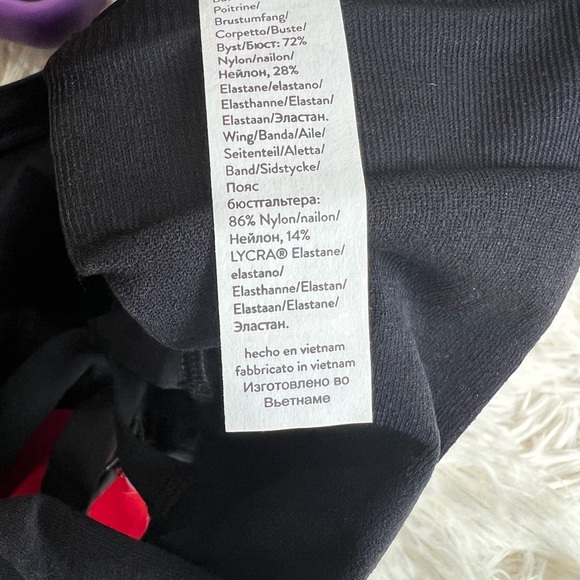 Poitrine/
Brustumfang/
Corpetto/Buste/
Byst/Бюст: 72%
Nylon/nailon/
Нейлон, 28%
Elastane/elastano/
Elasthanne/Elastan/
Elastaan/Эластан.
Wing/Banda/Aile/
Seitenteil/Aletta/
Band/Sidstycke/
Пояс
бюстгальтера:
86% Nylon/nailon/
Нейлон, 14%
LYCRA® Elastane/
elastano/
Elasthanne/Elastan/
Elastaan/Elastane/
Эластан.
hecho en vietnam
fabbricato in vietnam
Изготовлено во
Вьетнаме